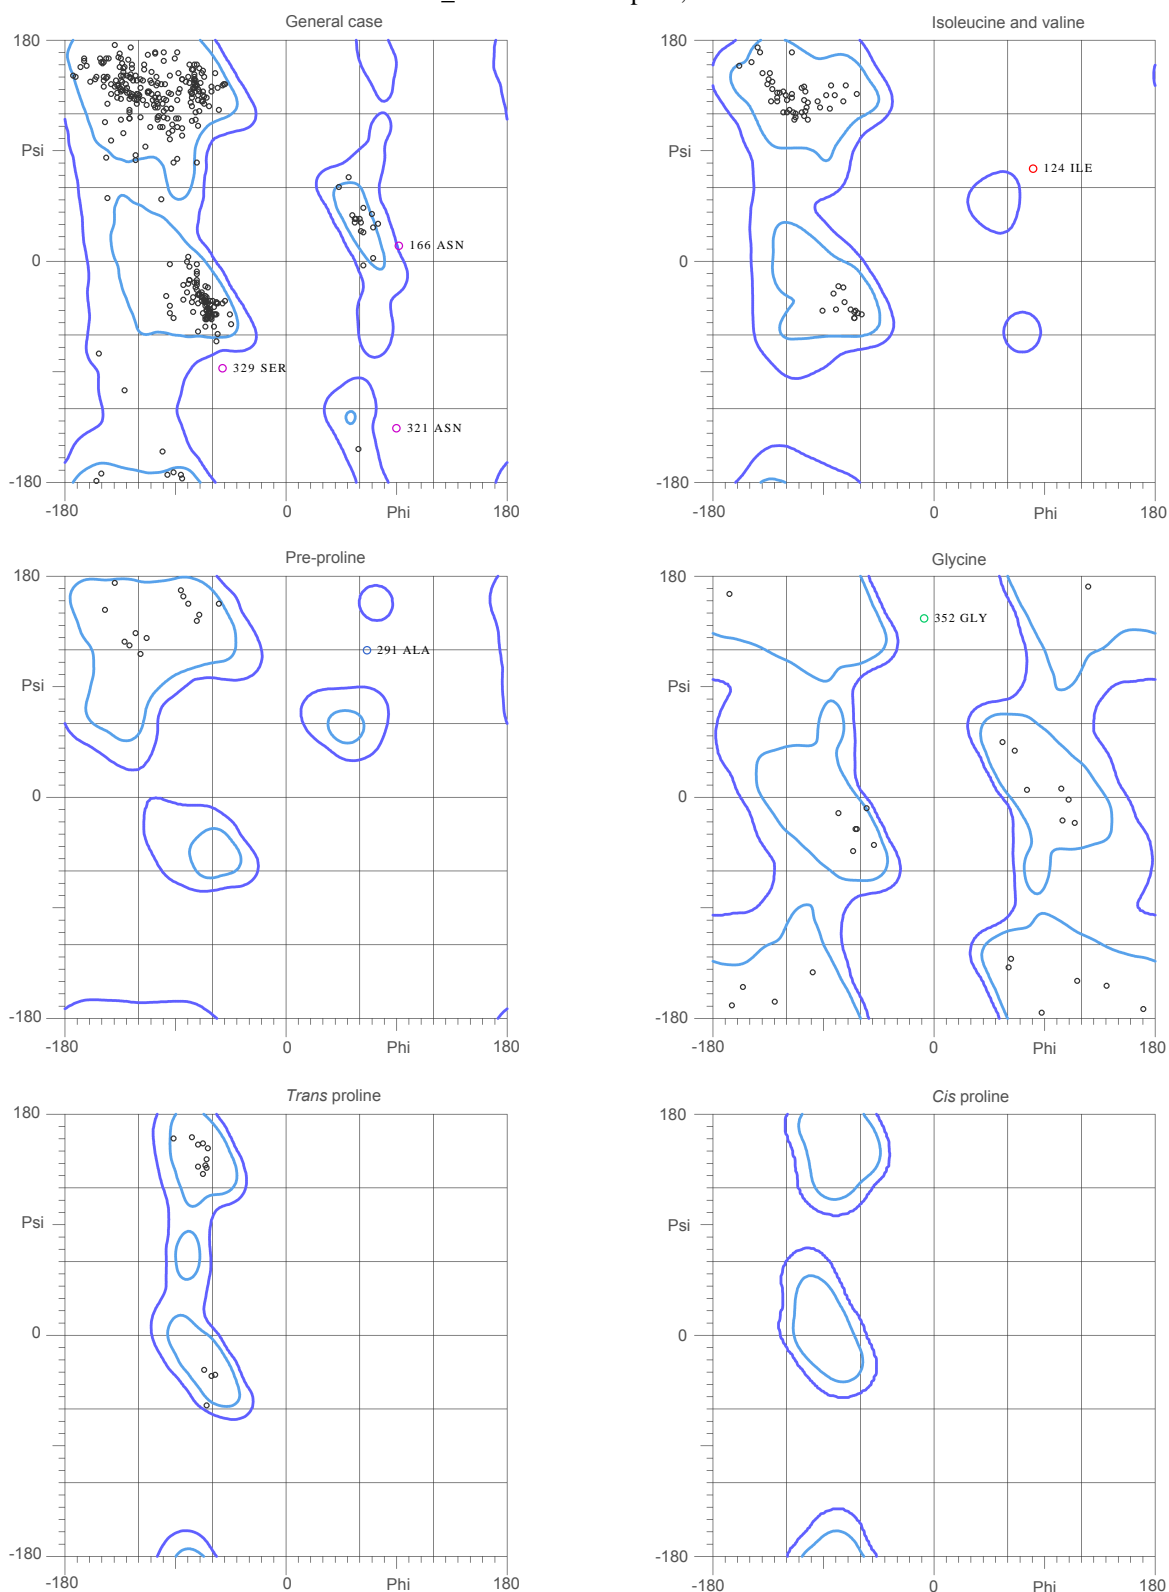 General case
Isoleucine and valine
180
180
Psi
Psi
124 ILE
166 ASN
0
0
329 SER
321 ASN
-180
-180
-180
0
Phi
180
-180
0
Phi
180
Pre-proline
Glycine
180
180
352 GLY
291 ALA
Psi
Psi
0
0
-180
-180
-180
0
Phi
180
-180
0
Phi
180
Trans proline
Cis proline
180
180
Psi
Psi
0
0
-180
-180
-180
0
Phi
180
-180
0
Phi
180